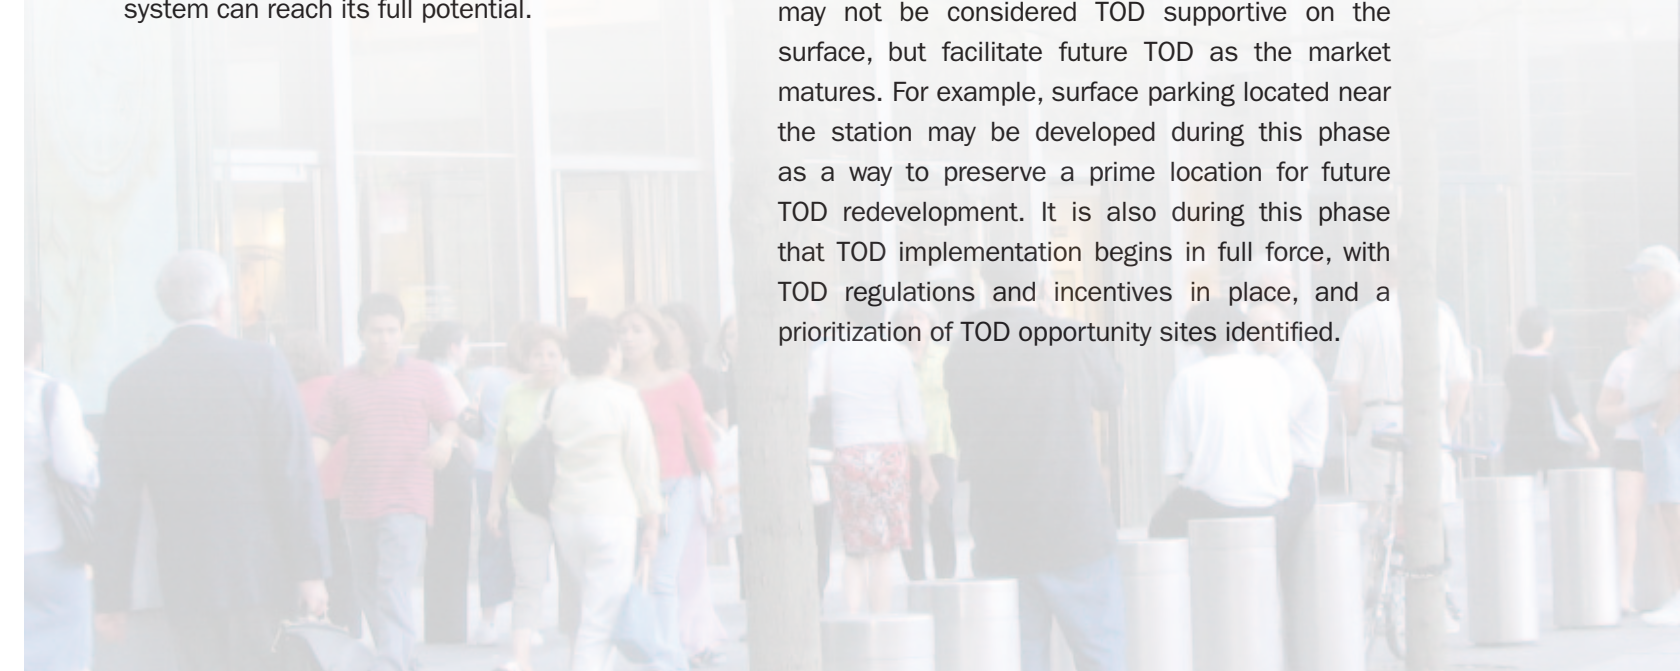 system can reach its full potential.
may not be considered TOD supportive on the
surface, but facilitate future TOD as the market
matures. For example, surface parking located near
the station may be developed during this phase
as a way to preserve a prime location for future
TOD redevelopment. It is also during this phase
that TOD implementation begins in full force, with
TOD regulations and incentives in place, and a
prioritization of TOD opportunity sites identified.